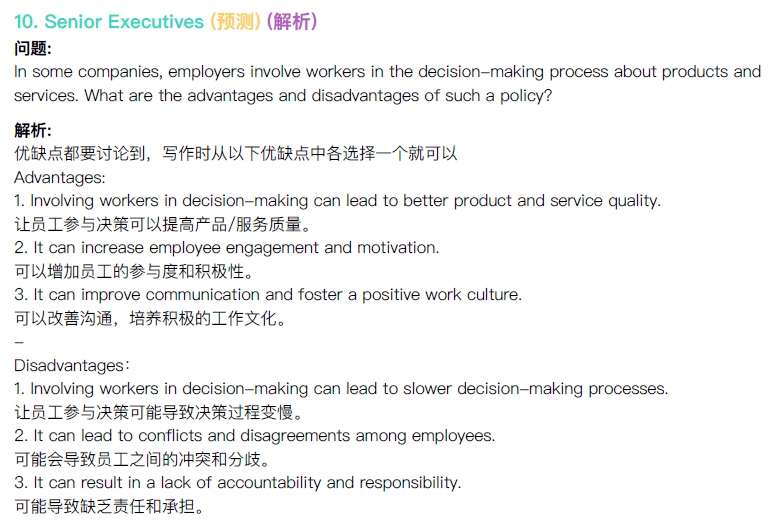 10. Senior Executives (预测) (解析)
问题:
In some companies, employers involve workers in the decision-making process about products and
services. What are the advantages and disadvantages of such a policy?
解析:
优缺点都要讨论到，写作时从以下优缺点中各选择一个就可以
Advantages:
1. Involving workers in decision-making can lead to better product and service quality.
让员工参与决策可以提高产品/服务质量。
2. It can increase employee engagement and motivation.
可以增加员工的参与度和积极性。
3. It can improve communication and foster a positive work culture.
可以改善沟通，培养积极的工作文化。
–
Disadvantages：
1. Involving workers in decision-making can lead to slower decision-making processes.
让员工参与决策可能导致决策过程变慢。
2. It can lead to conflicts and disagreements among employees.
可能会导致员工之间的冲突和分歧。
3. It can result in a lack of accountability and responsibility.
可能导致缺乏责任和承担。